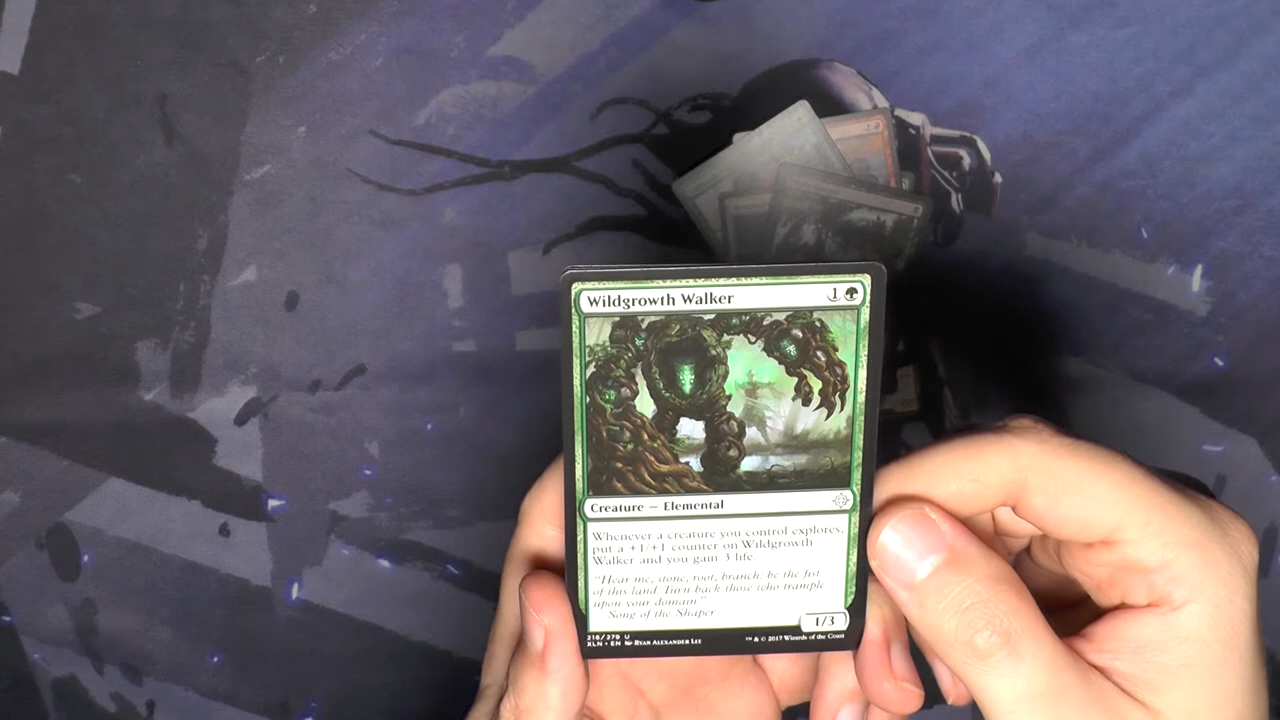 Wildgrowth Walker 1
Creature — Elemental
Whenever a creature you control explores,
put a +1/+1 counter on Wildgrowth
Walker and you gain 3 life.
"Hear me, stone, root, branch: be the fist
of this land. Turn back those who trample
upon your domain."
Song of the Shaper
1/3
216/279 U
XLN • EN Ryan Alexander Lee
™ & © 2017 Wizards of the Coast